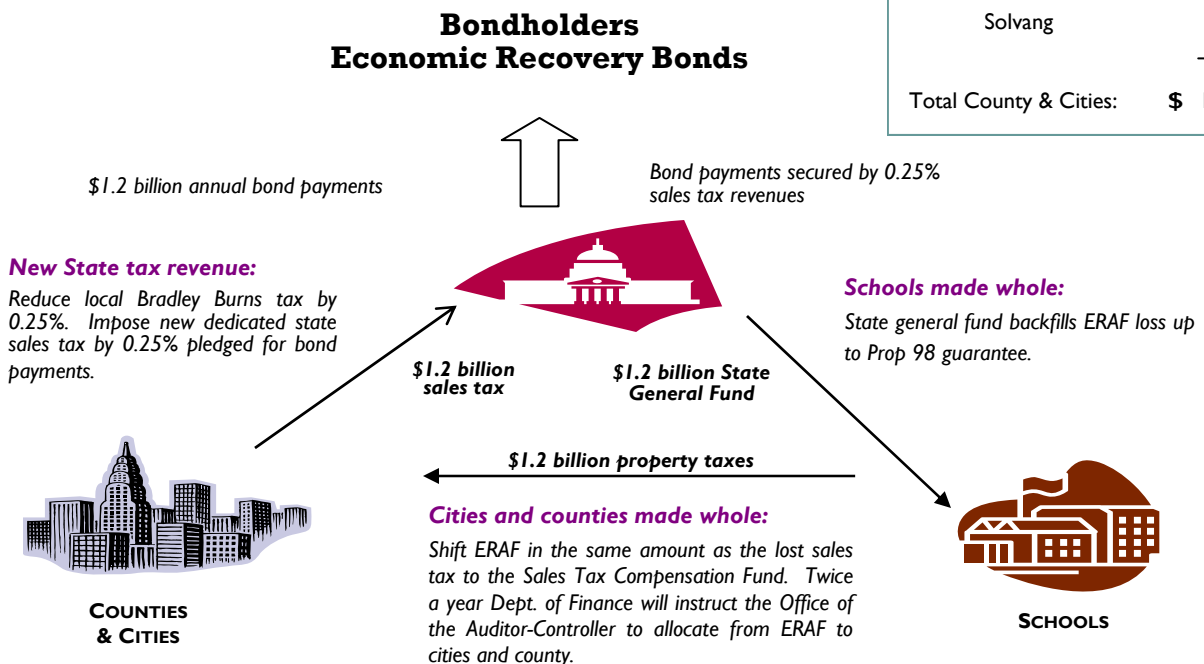 Bondholders
Economic Recovery Bonds
Solvang
Total County & Cities: $
$1.2 billion annual bond payments
Bond payments secured by 0.25%
sales tax revenues
New State tax revenue:
Reduce local Bradley Burns tax by
0.25%. Impose new dedicated state
sales tax by 0.25% pledged for bond
payments.
Schools made whole:
State general fund backfills ERAF loss up
to Prop 98 guarantee.
$1.2 billion
sales tax
$1.2 billion State
General Fund
$1.2 billion property taxes
Cities and counties made whole:
Shift ERAF in the same amount as the lost sales
tax to the Sales Tax Compensation Fund. Twice
a year Dept. of Finance will instruct the Office of
the Auditor-Controller to allocate from ERAF to
cities and county.
COUNTIES
& CITIES
SCHOOLS